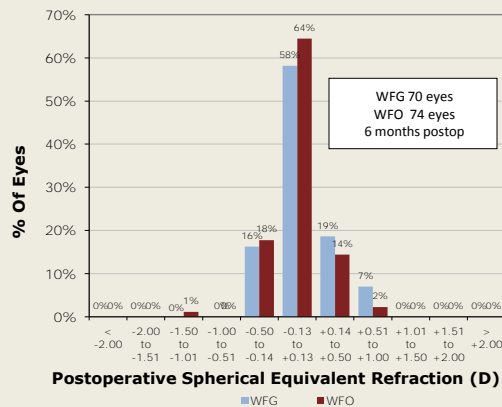 70%
60%
50%
40%
30%
20%
10%
0%
% Of Eyes
64%
58%
WFG 70 eyes
WFO 74 eyes
6 months postop
16% 18%
19%
14%
7%
2%
0%0% 0%0% 0% 1% 0%0% 0%0% 0%0% 0%0%
< -2.00
-2.00 to -1.51
-1.50 to -1.01
-1.00 to -0.51
-0.50 to -0.14
-0.13 to +0.13
+0.14 to +0.50
+0.51 to +1.00
+1.01 to +1.50
+1.51 to +2.00
> +2.00
Postoperative Spherical Equivalent Refraction (D)
WFG WFO